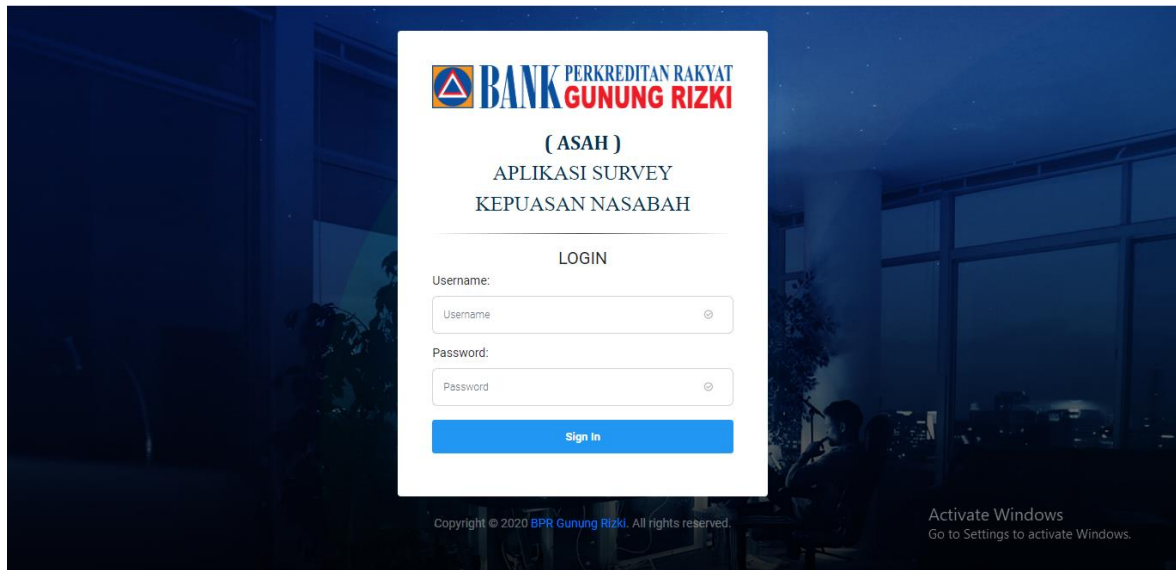 BANK PERKREDITAN RAKYAT
GUNUNG RIZKI
( ASAH )
APLIKASI SURVEY
KEPUASAN NASABAH
LOGIN
Username:
Username
Password:
Password
Sign In
Copyright © 2020 BPR Gunung Rizki. All rights reserved.
Activate Windows
Go to Settings to activate Windows.